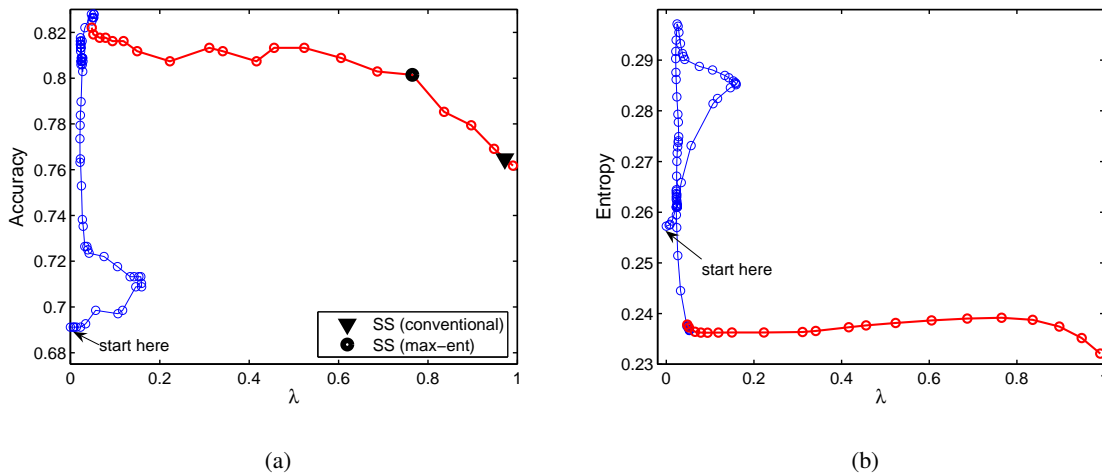 0.82
0.8
0.78
0.76
0.74
0.72
0.7
0.68
Accuracy
start here
SS (conventional)
SS (max−ent)
0 0.2 0.4 0.6 0.8 1
λ
(a)
0.29
0.28
0.27
0.26
0.25
0.24
0.23
Entropy
start here
0 0.2 0.4 0.6 0.8 1
λ
(b)